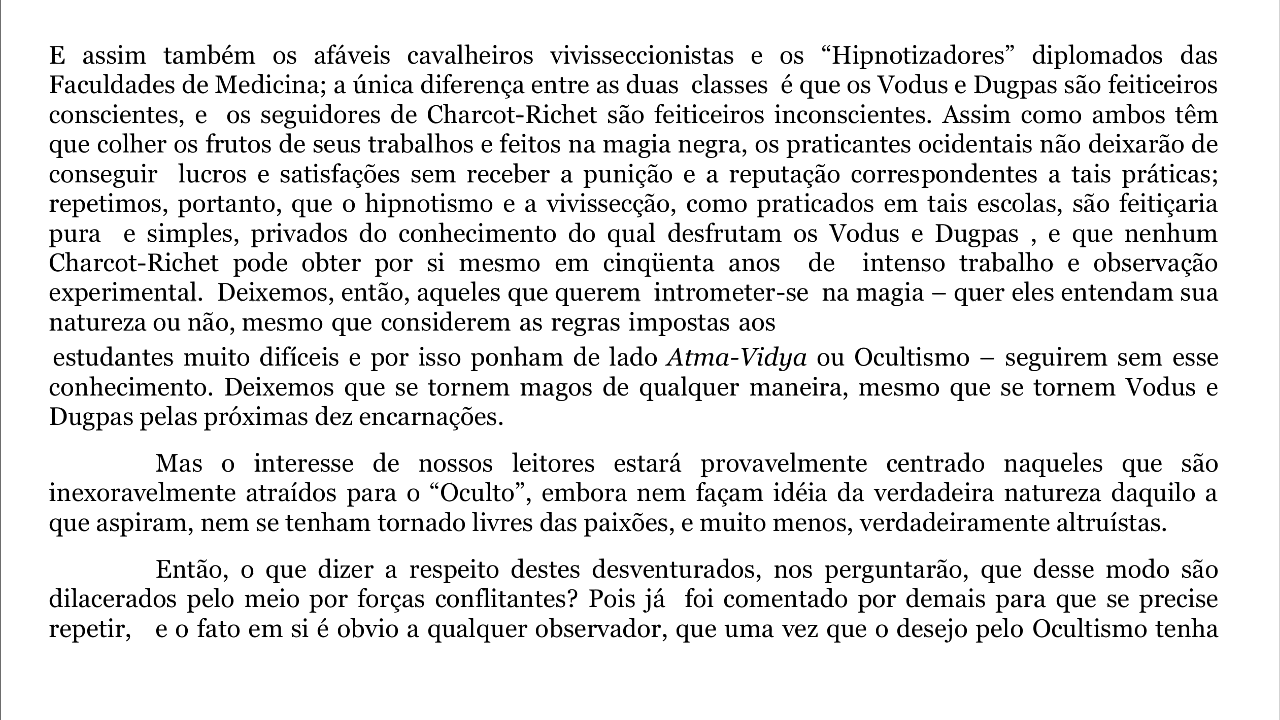 E assim também os afáveis cavalheiros vivisseccionistas e os “Hipnotizadores” diplomados das
Faculdades de Medicina; a única diferença entre as duas classes é que os Vodus e Dugpas são feiticeiros
conscientes, e os seguidores de Charcot-Richet são feiticeiros inconscientes. Assim como ambos têm
que colher os frutos de seus trabalhos e feitos na magia negra, os praticantes ocidentais não deixarão de
conseguir lucros e satisfações sem receber a punição e a reputação correspondentes a tais práticas;
repetimos, portanto, que o hipnotismo e a vivissecção, como praticados em tais escolas, são feitiçaria
pura e simples, privados do conhecimento do qual desfrutam os Vodus e Dugpas , e que nenhum
Charcot-Richet pode obter por si mesmo em cinqüenta anos de intenso trabalho e observação
experimental. Deixemos, então, aqueles que querem intrometer-se na magia – quer eles entendam sua
natureza ou não, mesmo que considerem as regras impostas aos
estudantes muito difíceis e por isso ponham de lado Atma-Vidya ou Ocultismo – seguirem sem esse
conhecimento. Deixemos que se tornem magos de qualquer maneira, mesmo que se tornem Vodus e
Dugpas pelas próximas dez encarnações.
Mas o interesse de nossos leitores estará provavelmente centrado naqueles que são
inexoravelmente atraídos para o “Oculto”, embora nem façam idéia da verdadeira natureza daquilo a
que aspiram, nem se tenham tornado livres das paixões, e muito menos, verdadeiramente altruístas.
Então, o que dizer a respeito destes desventurados, nos perguntarão, que desse modo são
dilacerados pelo meio por forças conflitantes? Pois já foi comentado por demais para que se precise
repetir, e o fato em si é obvio a qualquer observador, que uma vez que o desejo pelo Ocultismo tenha